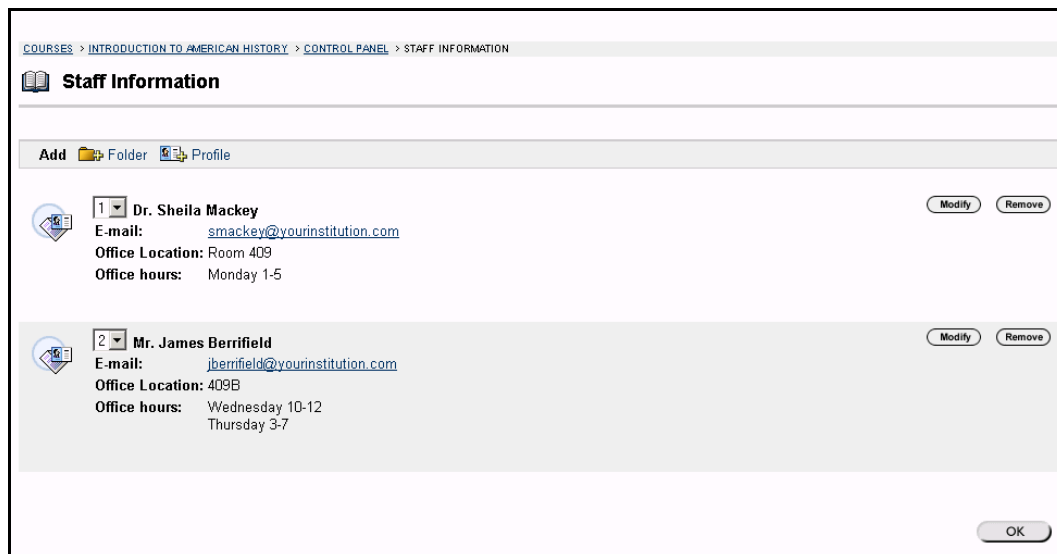 COURSES > INTRODUCTION TO AMERICAN HISTORY > CONTROL PANEL > STAFF INFORMATION
Staff Information
Add Folder Profile
1 Dr. Sheila Mackey Modify Remove
E-mail: smackey@yourinstitution.com
Office Location: Room 409
Office hours: Monday 1-5
2 Mr. James Berrifield Modify Remove
E-mail: jberrifield@yourinstitution.com
Office Location: 409B
Office hours: Wednesday 10-12
Thursday 3-7
OK